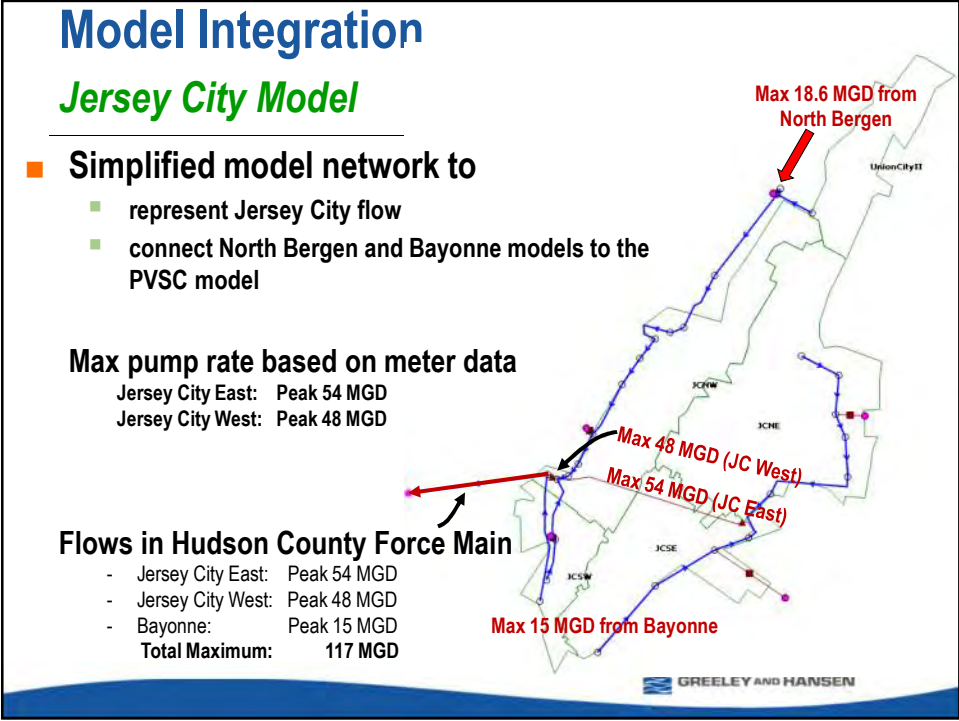 Model Integration
Jersey City Model
Simplified model network to
represent Jersey City flow
connect North Bergen and Bayonne models to the
PVSC model
Max pump rate based on meter data
Jersey City East: Peak 54 MGD
Jersey City West: Peak 48 MGD
Flows in Hudson County Force Main
- Jersey City East: Peak 54 MGD
- Jersey City West: Peak 48 MGD
- Bayonne: Peak 15 MGD
Total Maximum: 117 MGD
Max 18.6 MGD from
North Bergen
UnionCityII
JCNW
JCNE
Max 48 MGD (JC West)
Max 54 MGD (JC East)
JCSE
JCSW
Max 15 MGD from Bayonne
GREELEY AND HANSEN